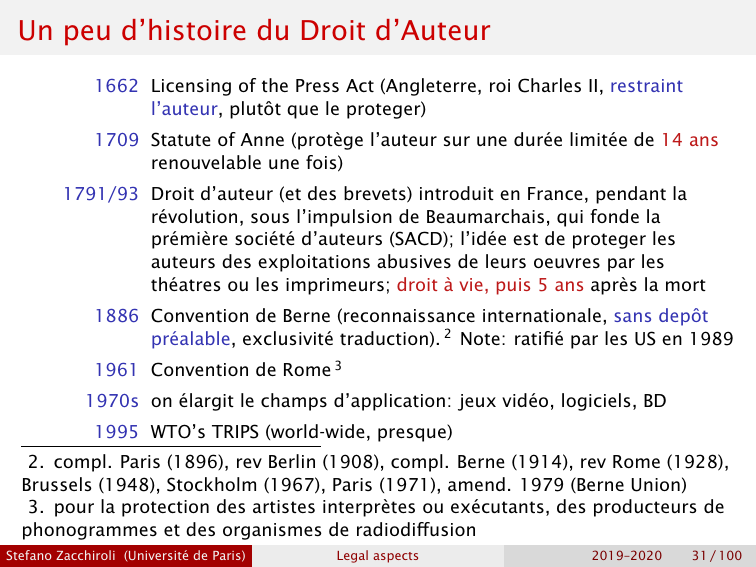 Un peu d’histoire du Droit d’Auteur
1662 Licensing of the Press Act (Angleterre, roi Charles II, restraint
l’auteur, plutôt que le proteger)
1709 Statute of Anne (protège l’auteur sur une durée limitée de 14 ans
renouvelable une fois)
1791/93 Droit d’auteur (et des brevets) introduit en France, pendant la
révolution, sous l’impulsion de Beaumarchais, qui fonde la
prémière société d’auteurs (SACD); l’idée est de proteger les
auteurs des exploitations abusives de leurs oeuvres par les
théatres ou les imprimeurs; droit à vie, puis 5 ans après la mort
1886 Convention de Berne (reconnaissance internationale, sans depôt
préalable, exclusivité traduction). 2 Note: ratifié par les US en 1989
1961 Convention de Rome 3
1970s on élargit le champs d’application: jeux vidéo, logiciels, BD
1995 WTO’s TRIPS (world-wide, presque)
2. compl. Paris (1896), rev Berlin (1908), compl. Berne (1914), rev Rome (1928),
Brussels (1948), Stockholm (1967), Paris (1971), amend. 1979 (Berne Union)
3. pour la protection des artistes interprètes ou exécutants, des producteurs de
phonogrammes et des organismes de radiodiffusion
Stefano Zacchiroli (Université de Paris) Legal aspects 2019–2020 31 / 100